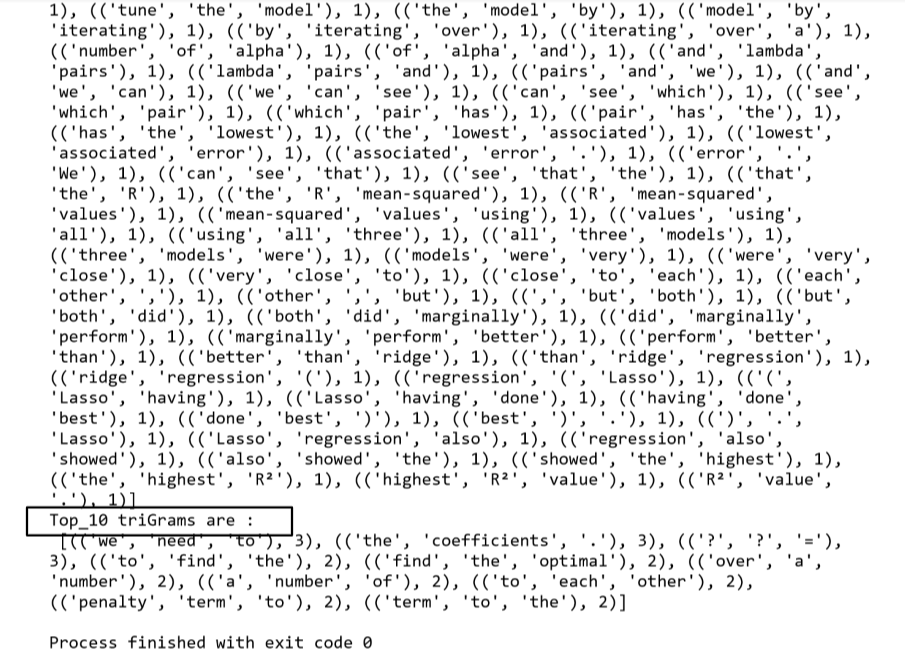 1), (('tune', 'the', 'model'), 1), (('the', 'model', 'by'), 1), (('model', 'by',
'iterating'), 1), (('by', 'iterating', 'over'), 1), (('iterating', 'over', 'a'), 1),
(('number', 'of', 'alpha'), 1), (('of', 'alpha', 'and'), 1), (('and', 'lambda',
'pairs'), 1), (('lambda', 'pairs', 'and'), 1), (('pairs', 'and', 'we'), 1), (('and',
'we', 'can'), 1), (('we', 'can', 'see'), 1), (('can', 'see', 'which'), 1), (('see',
'which', 'pair'), 1), (('which', 'pair', 'has'), 1), (('pair', 'has', 'the'), 1),
(('has', 'the', 'lowest'), 1), (('the', 'lowest', 'associated'), 1), (('lowest',
'associated', 'error'), 1), (('associated', 'error', '.'), 1), (('error', '.',
'We'), 1), (('can', 'see', 'that'), 1), (('see', 'that', 'the'), 1), (('that',
'the', 'R'), 1), (('the', 'R', 'mean-squared'), 1), (('R', 'mean-squared',
'values'), 1), (('mean-squared', 'values', 'using'), 1), (('values', 'using',
'all'), 1), (('using', 'all', 'three'), 1), (('all', 'three', 'models'), 1),
(('three', 'models', 'were'), 1), (('models', 'were', 'very'), 1), (('were', 'very',
'close'), 1), (('very', 'close', 'to'), 1), (('close', 'to', 'each'), 1), (('each',
'other', ','), 1), (('other', ',', 'but'), 1), ((',', 'but', 'both'), 1), (('but',
'both', 'did'), 1), (('both', 'did', 'marginally'), 1), (('did', 'marginally',
'perform'), 1), (('marginally', 'perform', 'better'), 1), (('perform', 'better',
'than'), 1), (('better', 'than', 'ridge'), 1), (('than', 'ridge', 'regression'), 1),
(('ridge', 'regression', '('), 1), (('regression', '(', 'Lasso'), 1), (('(',
'Lasso', 'having'), 1), (('Lasso', 'having', 'done'), 1), (('having', 'done',
'best'), 1), (('done', 'best', ')'), 1), (('best', ')', '.'), 1), ((')', '.',
'Lasso'), 1), (('Lasso', 'regression', 'also'), 1), (('regression', 'also',
'showed'), 1), (('also', 'showed', 'the'), 1), (('showed', 'the', 'highest'), 1),
(('the', 'highest', 'R²'), 1), (('highest', 'R²', 'value'), 1), (('R²', 'value',
'.'), 1)]
Top_10 triGrams are :
[(('we', 'need', 'to'), 3), (('the', 'coefficients', '.'), 3), (('?', '?', '='),
3), (('to', 'find', 'the'), 2), (('find', 'the', 'optimal'), 2), (('over', 'a',
'number'), 2), (('a', 'number', 'of'), 2), (('to', 'each', 'other'), 2),
(('penalty', 'term', 'to'), 2), (('term', 'to', 'the'), 2)]
Process finished with exit code 0